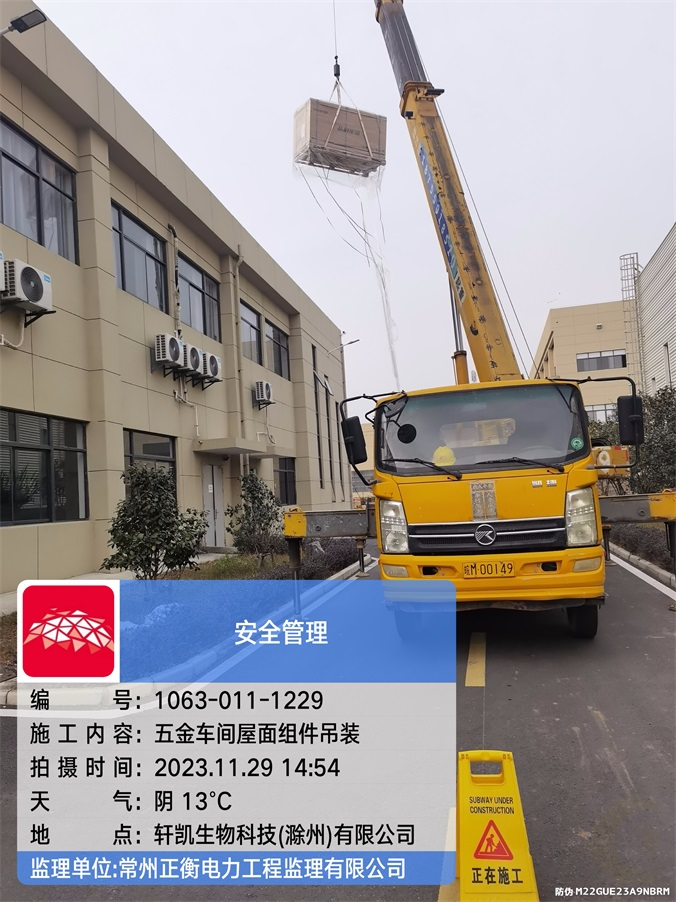 皖M00149
安全管理
编号：1063-011-1229
施工内容：五金车间屋面组件吊装
拍摄时间：2023.11.29 14:54
天气：阴 13°C
地点：轩凯生物科技(滁州)有限公司
监理单位:常州正衡电力工程监理有限公司
SUBWAY UNDER
CONSTRUCTION
正在施工
防伪 M22GUE23A9NBRM